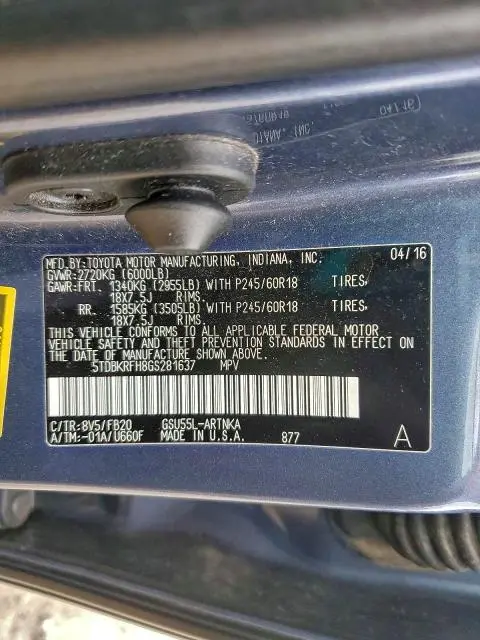 04/16
MFD.BY:TOYOTA MOTOR MANUFACTURING, INDIANA, INC. 04/16
GVWR:2720KG (6000LB)
GAWR:FRT. 1340KG (2955LB) WITH P245/60R18 TIRES,
18X7.5J RIMS.
RR. 1585KG (3505LB) WITH P245/60R18 TIRES,
18X7.5J RIMS.
THIS VEHICLE CONFORMS TO ALL APPLICABLE FEDERAL MOTOR
VEHICLE SAFETY AND THEFT PREVENTION STANDARDS IN EFFECT ON
DATE OF MANUFACTURE SHOWN ABOVE.
5TDBKRFH8GS281637 MPV
C/TR:8V5/FB20 GSU55L-ARTNKA
A/TM:-01A/U660F MADE IN U.S.A. 877 A